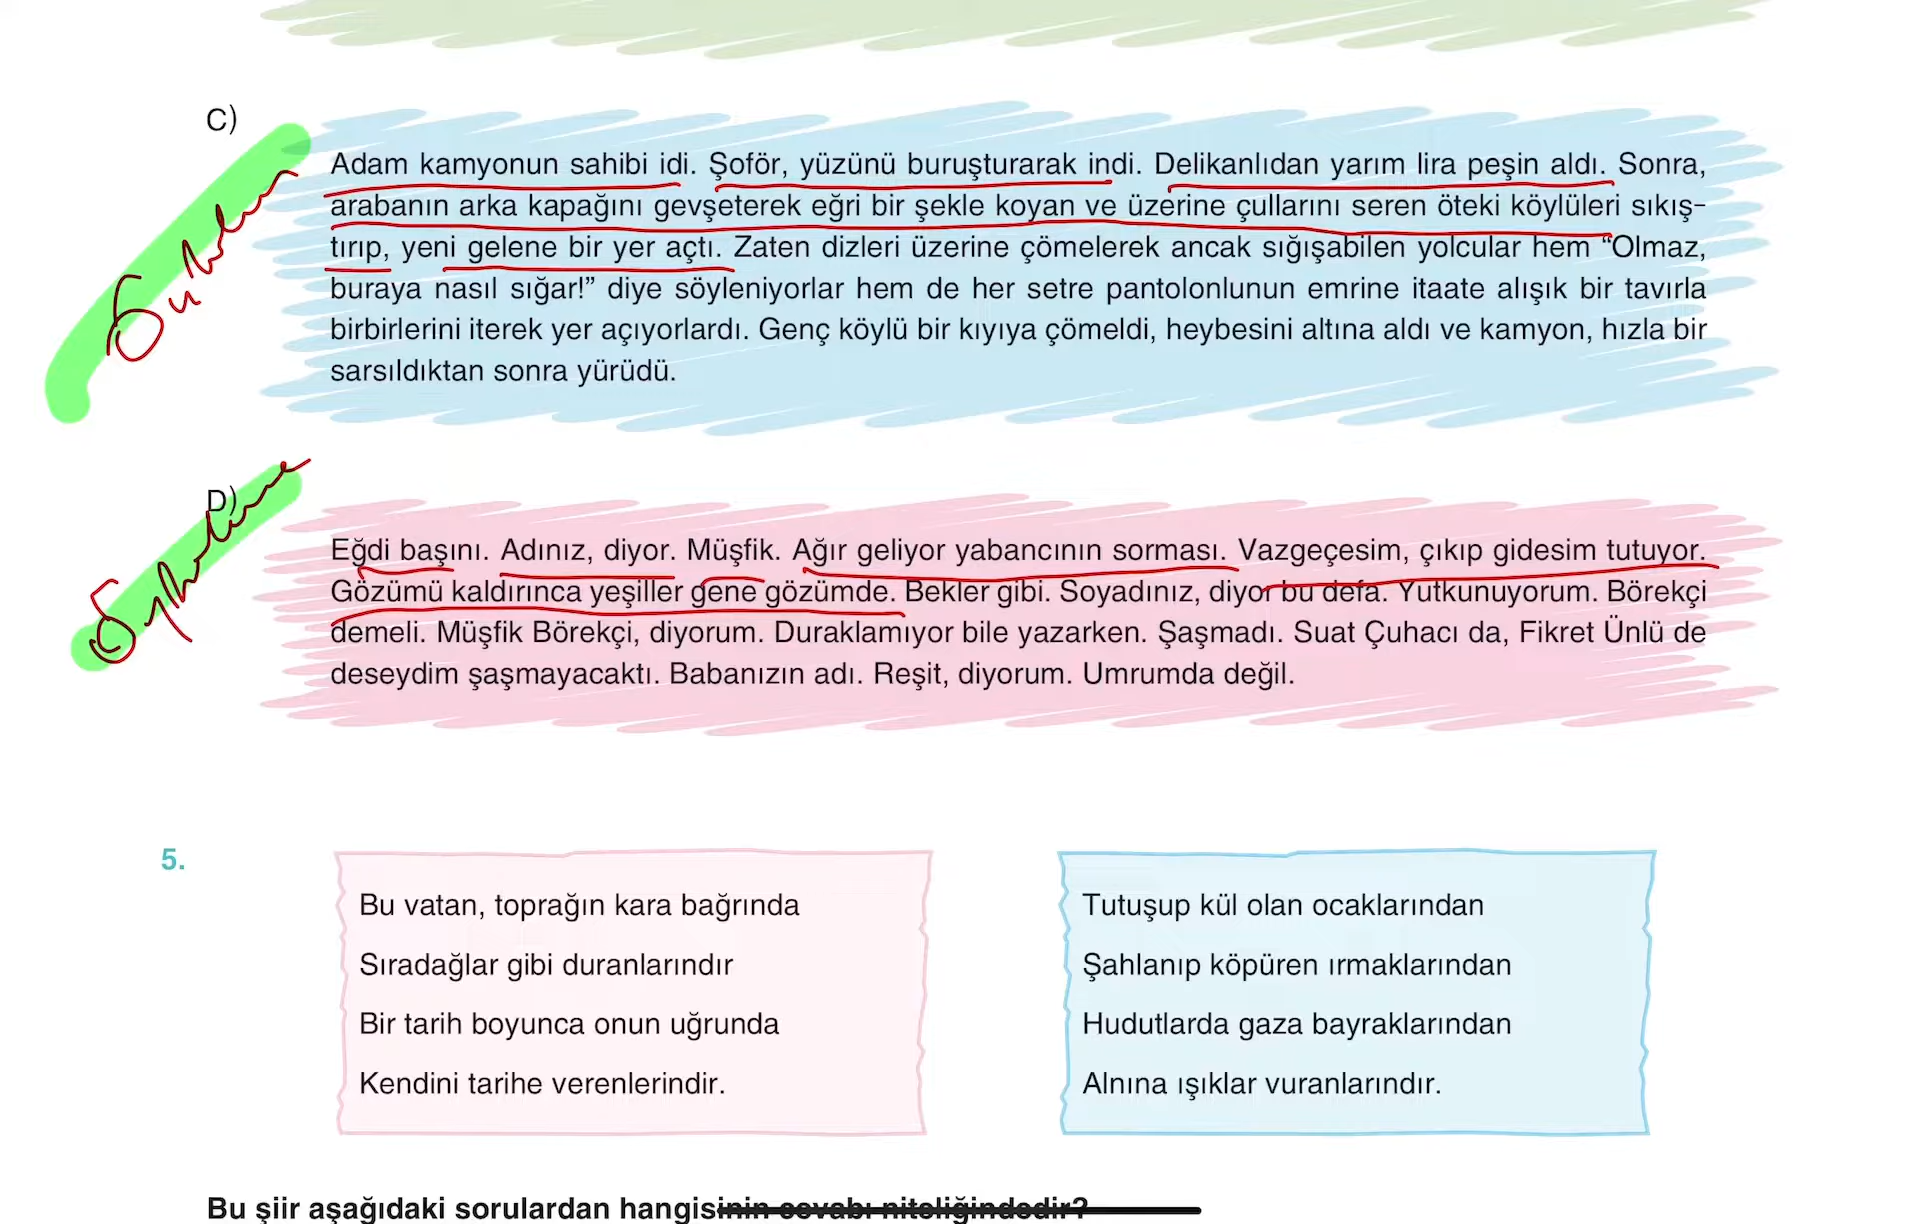 C)
Adam kamyonun sahibi idi. Şoför, yüzünü buruşturarak indi. Delikanlıdan yarım lira peşin aldı. Sonra,
arabanın arka kapağını gevşeterek eğri bir şekle koyan ve üzerine çullarını seren öteki köylüleri sıkış-
tırıp, yeni gelene bir yer açtı. Zaten dizleri üzerine çömelerek ancak sığışabilen yolcular hem “Olmaz,
buraya nasıl sığar!” diye söyleniyorlar hem de her setre pantolonlunun emrine itaate alışık bir tavırla
birbirlerini iterek yer açıyorlardı. Genç köylü bir kıyıya çömeldi, heybesini altına aldı ve kamyon, hızla bir
sarsıldıktan sonra yürüdü.
D)
Eğdi başını. Adınız, diyor. Müşfik. Ağır geliyor yabancının sorması. Vazgeçesim, çıkıp gidesim tutuyor.
Gözümü kaldırınca yeşiller gene gözümde. Bekler gibi. Soyadınız, diyor bu defa. Yutkunuyorum. Börekçi
demeli. Müşfik Börekçi, diyorum. Duraklamıyor bile yazarken. Şaşmadı. Suat Çuhacı da, Fikret Ünlü de
deseydim şaşmayacaktı. Babanızın adı. Reşit, diyorum. Umrumda değil.
5.
Bu vatan, toprağın kara bağrında
Sıradağlar gibi duranlarındır
Bir tarih boyunca onun uğrunda
Kendini tarihe verenlerindir.
Tutuşup kül olan ocaklarından
Şahlanıp köpüren ırmaklarından
Hudutlarda gaza bayraklarından
Alnına ışıklar vuranlarındır.
Bu şiir aşağıdaki sorulardan hangisinin cevabı niteliğindedir?